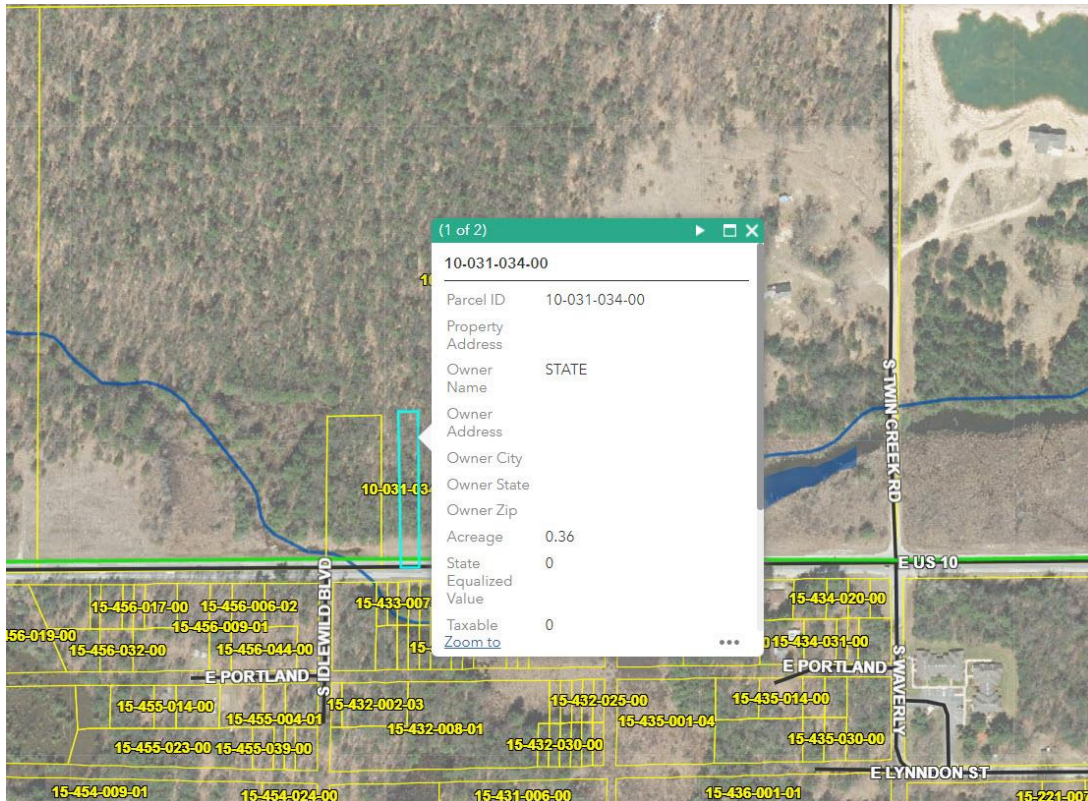 (1 of 2)
10-031-034-00
Parcel ID 10-031-034-00
Property
Address
Owner STATE
Name
Owner
Address
Owner City
Owner State
Owner Zip
Acreage 0.36
State 0
Equalized
Value
Taxable 0
Zoom to
10
10-031-034
S TWIN CREEK RD
E US 10
S IDLEWILD BLVD
15-456-017-00
15-456-006-02
15-433-007
15-434-020-00
15-456-009-01
456-019-00
15-456-032-00
15-456-044-00
15-434-031-00
E PORTLAND
E PORTLAND
S WAVERLY
15-455-014-00
15-455-004-01
15-432-002-03
15-432-025-00
15-435-014-00
15-432-008-01
15-435-001-04
15-455-023-00
15-455-039-00
15-432-030-00
15-435-030-00
E LYNNDON ST
15-454-009-01
15-454-024-00
15-431-006-00
15-436-001-01
15-221-00